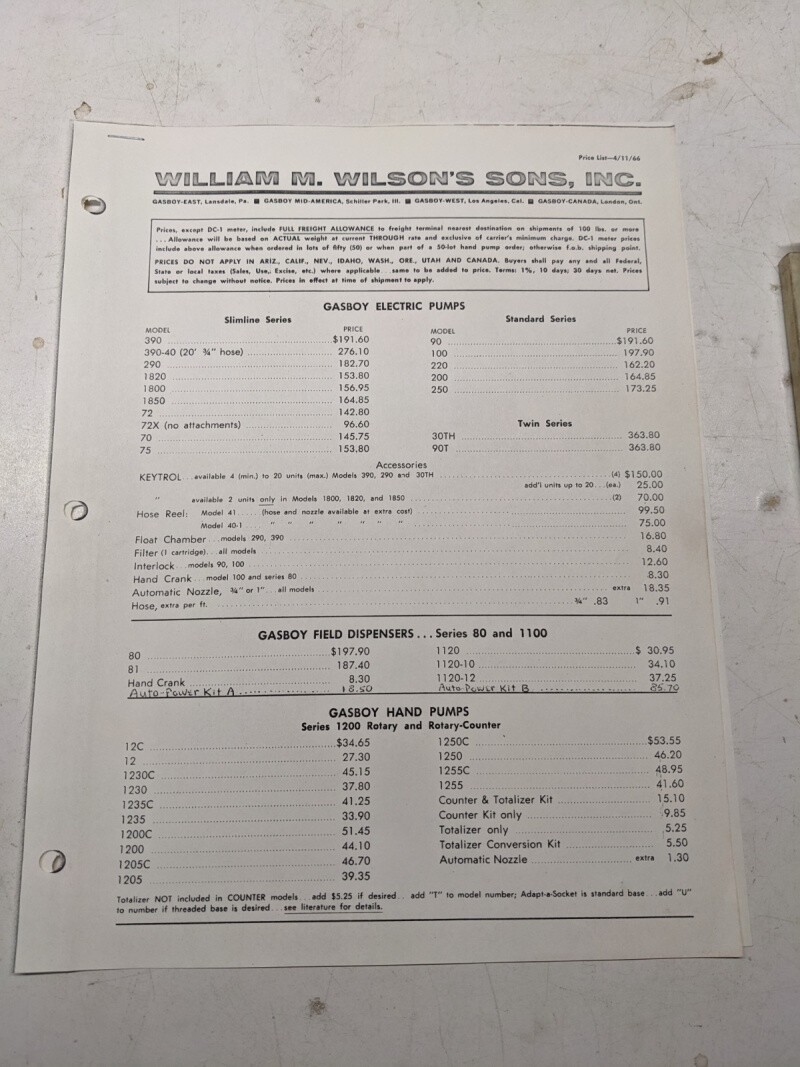 Price List—4/11/66
WILLIAM M. WILSON'S SONS, INC.
GASBOY-EAST, Lansdale, Pa. ■ GASBOY MID-AMERICA, Schiller Park, Ill. ■ GASBOY-WEST, Los Angeles, Cal. ■ GASBOY-CANADA, London, Ont.
Prices, except DC-1 meter, include FULL FREIGHT ALLOWANCE to freight terminal nearest destination on shipments of 100 lbs. or more
... Allowance will be based on ACTUAL weight at current THROUGH rate and exclusive of carrier's minimum charge. DC-1 meter prices
include above allowance when ordered in lots of fifty (50) or when part of a 50-lot hand pump order; otherwise f.o.b. shipping point.
PRICES DO NOT APPLY IN ARIZ., CALIF., NEV., IDAHO, WASH., ORE., UTAH AND CANADA. Buyers shall pay any and all Federal,
State or local taxes (Sales, Use, Excise, etc.) where applicable...same to be added to price. Terms: 1%, 10 days; 30 days net. Prices
subject to change without notice. Prices in effect at time of shipment to apply.
GASBOY ELECTRIC PUMPS
Slimline Series
MODEL PRICE
390 $191.60
390-40 (20' ¾" hose) 276.10
290 182.70
1820 153.80
1800 156.95
1850 164.85
72 142.80
72X (no attachments) 96.60
70 145.75
75 153.80
Standard Series
MODEL PRICE
90 $191.60
100 197.90
220 162.20
200 164.85
250 173.25
Twin Series
30TH 363.80
90T 363.80
Accessories
KEYTROL...available 4 (min.) to 20 units (max.) Models 390, 290 and 30TH (4) $150.00
add'l units up to 20...(ea.) 25.00
" available 2 units only in Models 1800, 1820, and 1850 (2) 70.00
Hose Reel: Model 41 (hose and nozzle available at extra cost) 99.50
Model 40-1 " " " " " " " 75.00
Float Chamber...models 290, 390 16.80
Filter (1 cartridge)...all models 8.40
Interlock...models 90, 100 12.60
Hand Crank...model 100 and series 80 8.30
Automatic Nozzle, ¾" or 1"...all models extra 18.35
Hose, extra per ft. ¾" .83 1" .91
GASBOY FIELD DISPENSERS...Series 80 and 1100
80 $197.90
81 187.40
Hand Crank 8.30
Auto-Power Kit A 18.50
1120 $ 30.95
1120-10 34.10
1120-12 37.25
Auto-Power Kit B 85.70
GASBOY HAND PUMPS
Series 1200 Rotary and Rotary-Counter
12C $34.65
12 27.30
1230C 45.15
1230 37.80
1235C 41.25
1235 33.90
1200C 51.45
1200 44.10
1205C 46.70
1205 39.35
1250C $53.55
1250 46.20
1255C 48.95
1255 41.60
Counter & Totalizer Kit 15.10
Counter Kit only 9.85
Totalizer only 5.25
Totalizer Conversion Kit 5.50
Automatic Nozzle extra 1.30
Totalizer NOT included in COUNTER models...add $5.25 if desired...add "T" to model number; Adapt-a-Socket is standard base...add "U"
to number if threaded base is desired...see literature for details.